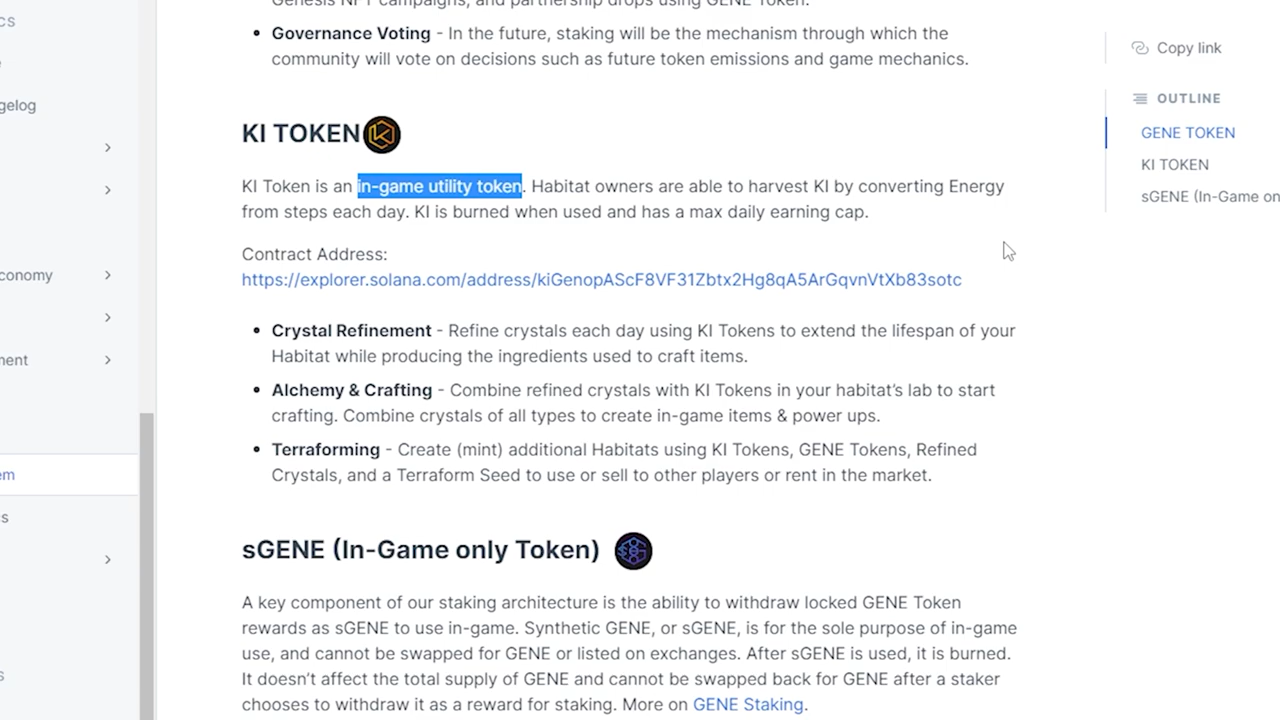 Genesis NFT campaigns, and partnership drops using GENE Token.
Governance Voting - In the future, staking will be the mechanism through which the
community will vote on decisions such as future token emissions and game mechanics.
KI TOKEN
KI Token is an in-game utility token. Habitat owners are able to harvest KI by converting Energy
from steps each day. KI is burned when used and has a max daily earning cap.
Contract Address:
https://explorer.solana.com/address/kiGenopAScF8VF31Zbtx2Hg8qA5ArGqvnVtXb83sotc
Crystal Refinement - Refine crystals each day using KI Tokens to extend the lifespan of your
Habitat while producing the ingredients used to craft items.
Alchemy & Crafting - Combine refined crystals with KI Tokens in your habitat’s lab to start
crafting. Combine crystals of all types to create in-game items & power ups.
Terraforming - Create (mint) additional Habitats using KI Tokens, GENE Tokens, Refined
Crystals, and a Terraform Seed to use or sell to other players or rent in the market.
sGENE (In-Game only Token)
A key component of our staking architecture is the ability to withdraw locked GENE Token
rewards as sGENE to use in-game. Synthetic GENE, or sGENE, is for the sole purpose of in-game
use, and cannot be swapped for GENE or listed on exchanges. After sGENE is used, it is burned.
It doesn’t affect the total supply of GENE and cannot be swapped back for GENE after a staker
chooses to withdraw it as a reward for staking. More on GENE Staking.
Copy link
OUTLINE
GENE TOKEN
KI TOKEN
sGENE (In-Game on
cs
gelog
conomy
ment
em
s
s